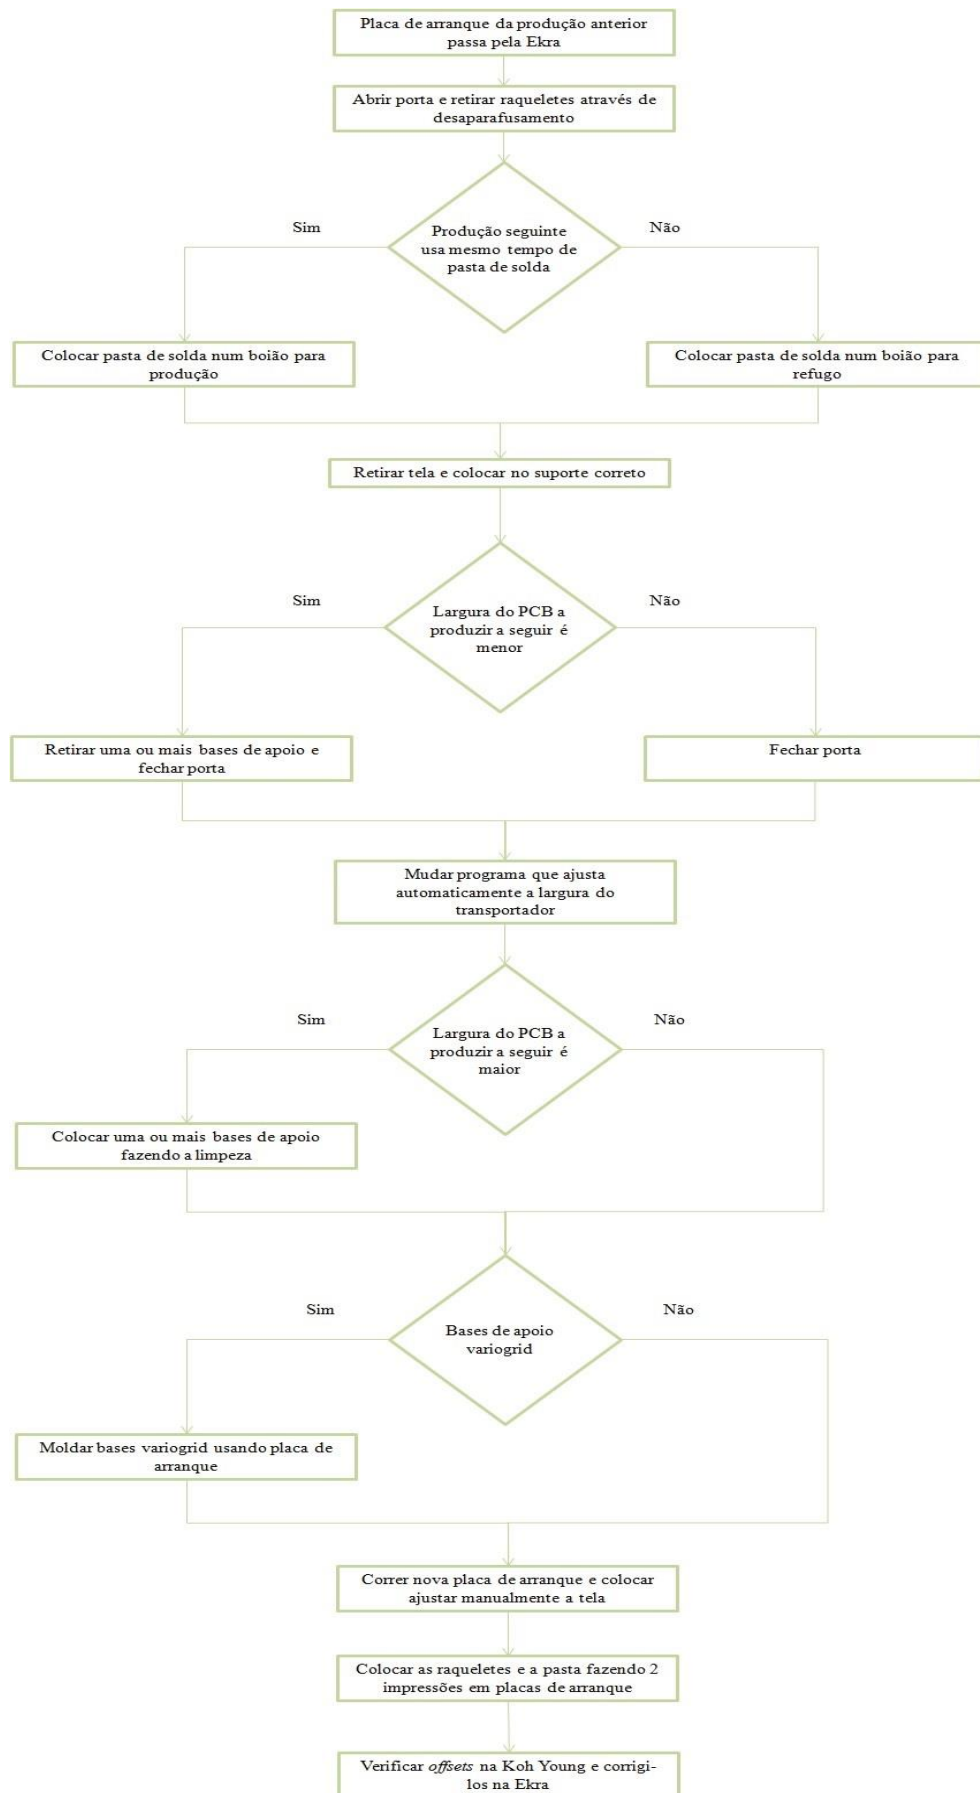 Placa de arranque da produção anterior
passa pela Ekra
Abrir porta e retirar raqueletes através de
desaparafusamento
Sim
Não
Produção seguinte
usa mesmo tempo de
pasta de solda
Colocar pasta de solda num boião para
produção
Colocar pasta de solda num boião para
refugo
Retirar tela e colocar no suporte correto
Sim
Não
Largura do PCB a
produzir a seguir é
menor
Retirar uma ou mais bases de apoio e
fechar porta
Fechar porta
Mudar programa que ajusta
automaticamente a largura do
transportador
Sim
Não
Largura do PCB a
produzir a seguir é
maior
Colocar uma ou mais bases de apoio
fazendo a limpeza
Sim
Não
Bases de apoio
variogrid
Moldar bases variogrid usando placa de
arranque
Correr nova placa de arranque e colocar
ajustar manualmente a tela
Colocar as raqueletes e a pasta fazendo 2
impressões em placas de arranque
Verificar offsets na Koh Young e corrigi-
los na Ekra